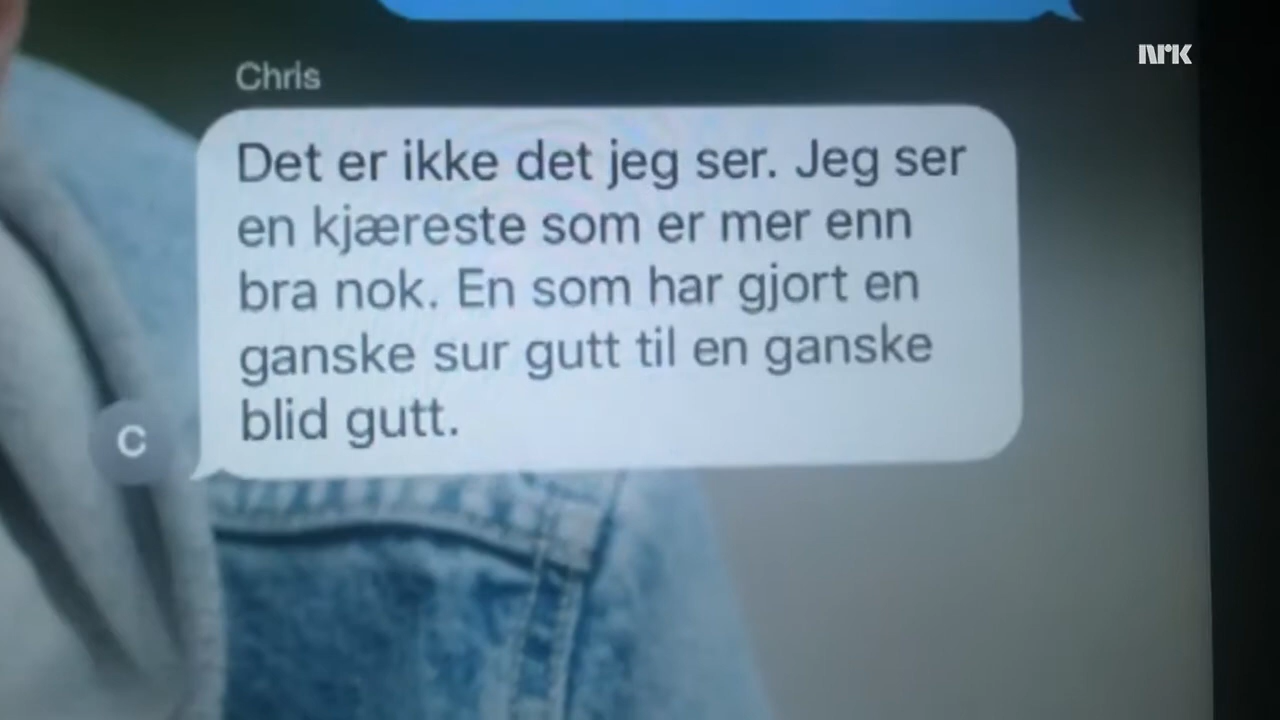 nrk
Chris
Det er ikke det jeg ser. Jeg ser
en kjæreste som er mer enn
bra nok. En som har gjort en
ganske sur gutt til en ganske
blid gutt.
C